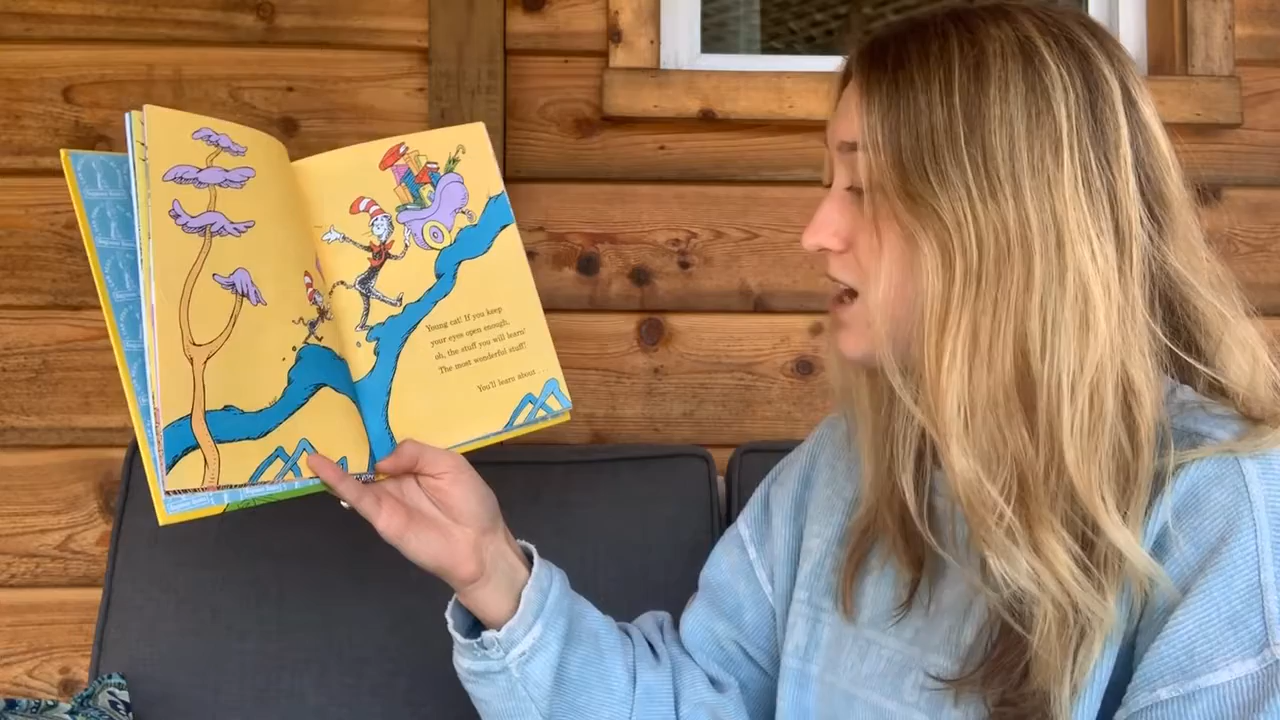 Young cat! If you keep
your eyes open enough,
oh, the stuff you will learn!
The most wonderful stuff!
You'll learn about . . .